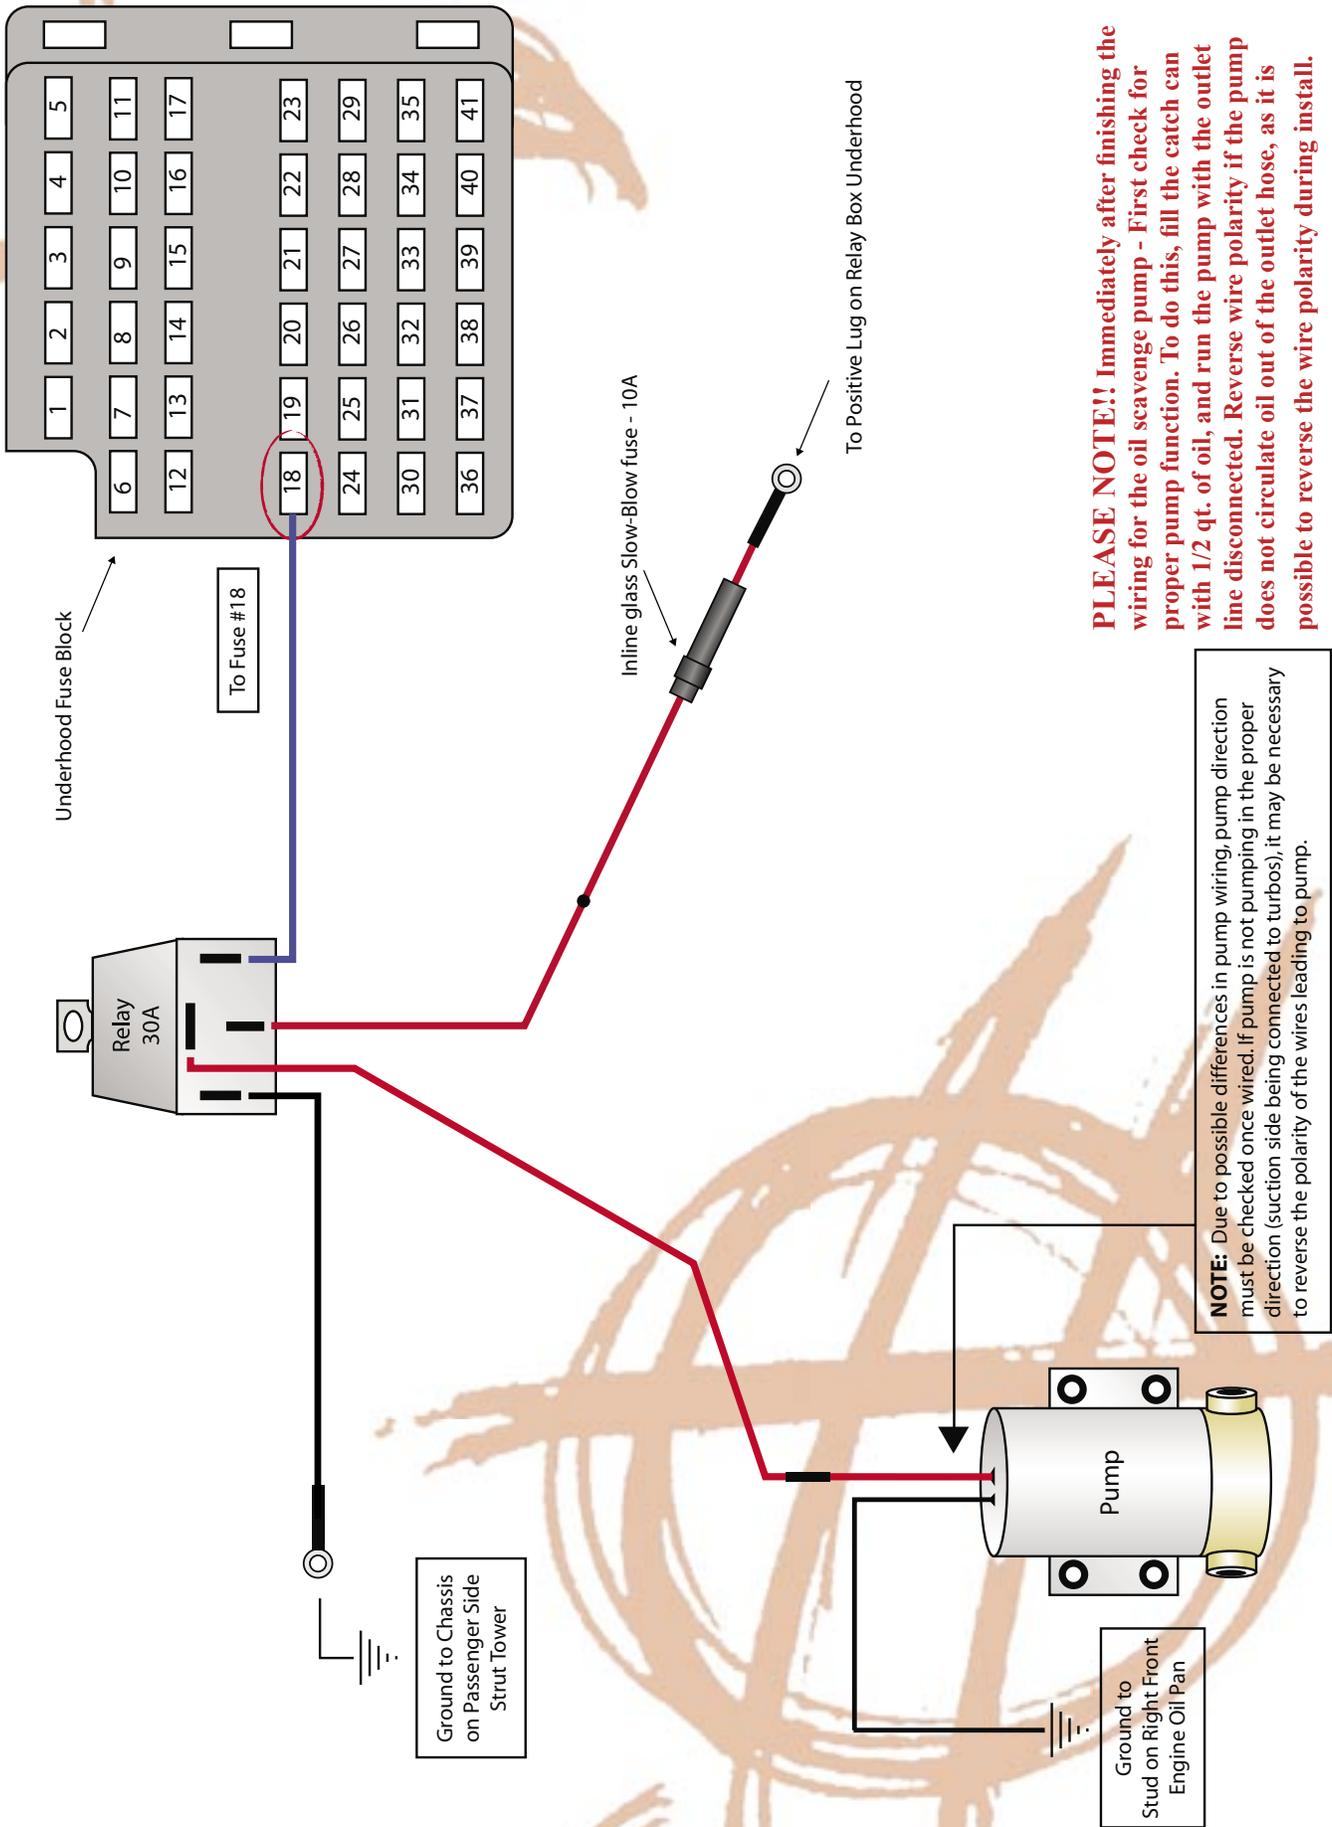 Underhood Fuse Block
1
2
3
4
5
6
7
8
9
10
11
12
13
14
15
16
17
18
19
20
21
22
23
24
25
26
27
28
29
30
31
32
33
34
35
36
37
38
39
40
41
To Fuse #18
Relay
30A
Inline glass Slow-Blow fuse - 10A
To Positive Lug on Relay Box Underhood
Ground to Chassis
on Passenger Side
Strut Tower
Pump
Ground to
Stud on Right Front
Engine Oil Pan
NOTE: Due to possible differences in pump wiring, pump direction
must be checked once wired. If pump is not pumping in the proper
direction (suction side being connected to turbos), it may be necessary
to reverse the polarity of the wires leading to pump.
PLEASE NOTE!! Immediately after finishing the
wiring for the oil scavenge pump - First check for
proper pump function. To do this, fill the catch can
with 1/2 qt. of oil, and run the pump with the outlet
line disconnected. Reverse wire polarity if the pump
does not circulate oil out of the outlet hose, as it is
possible to reverse the wire polarity during install.